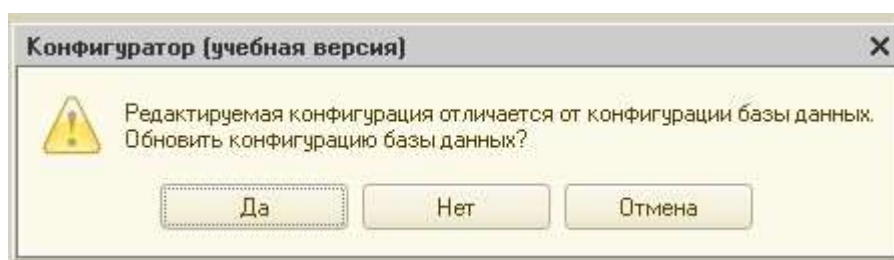 Конфигуратор (учебная версия)
Редактируемая конфигурация отличается от конфигурации базы данных.
Обновить конфигурацию базы данных?
Да
Нет
Отмена